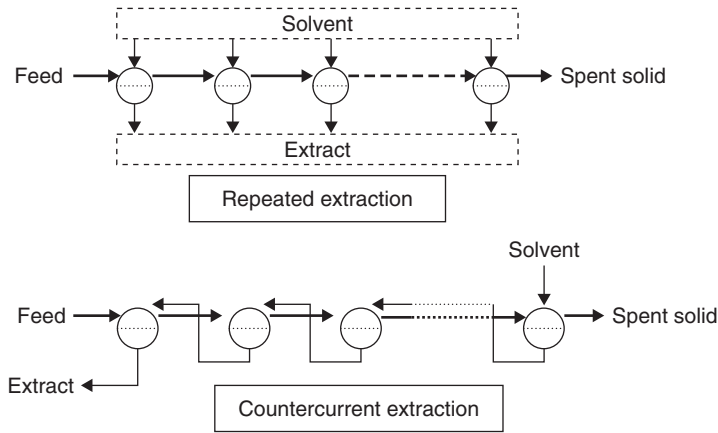 Solvent
Feed
Spent solid
Extract
Repeated extraction
Solvent
Feed
Spent solid
Extract
Countercurrent extraction